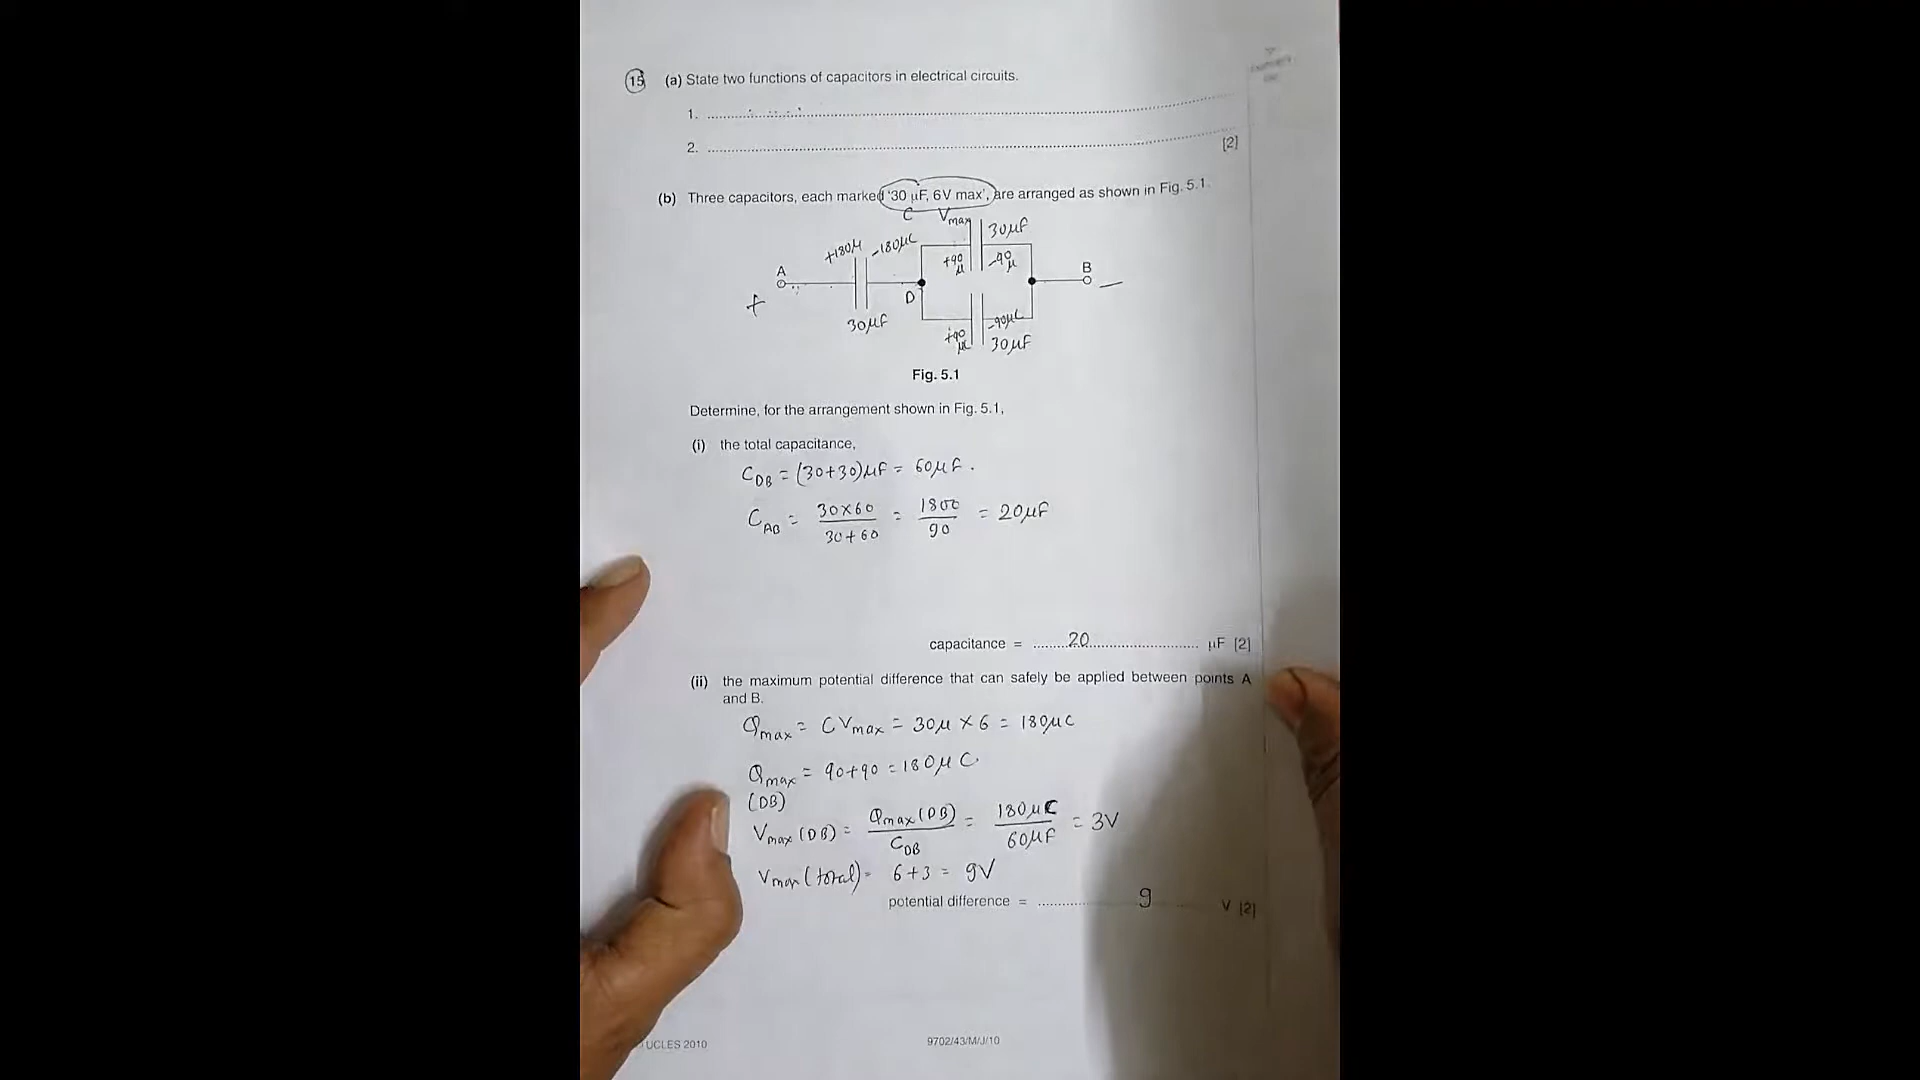 15 (a) State two functions of capacitors in electrical circuits.
1. ........................................................................
2. ........................................................................ [2]
(b) Three capacitors, each marked '30 μF, 6V max', are arranged as shown in Fig. 5.1.
C Vmax
30μF
+180μ -180μC
+90μ -90μ
A
B
+ D −
30μF
+90μC -90μC
30μF
Fig. 5.1
Determine, for the arrangement shown in Fig. 5.1,
(i) the total capacitance,
C_DB = (30+30)μF = 60μF.
C_AB = 30×60/30+60 = 1800/90 = 20μF
capacitance = ........20........................ μF [2]
(ii) the maximum potential difference that can safely be applied between points A
and B.
Qmax = CVmax = 30μ × 6 = 180μC
Qmax (DB) = 90+90 = 180μC.
Vmax(DB) = Qmax(DB)/C_DB = 180μC/60μF = 3V
Vmax(total) = 6+3 = 9V
potential difference = ............ 9 V [2]
UCLES 2010
9702/43/M/J/10